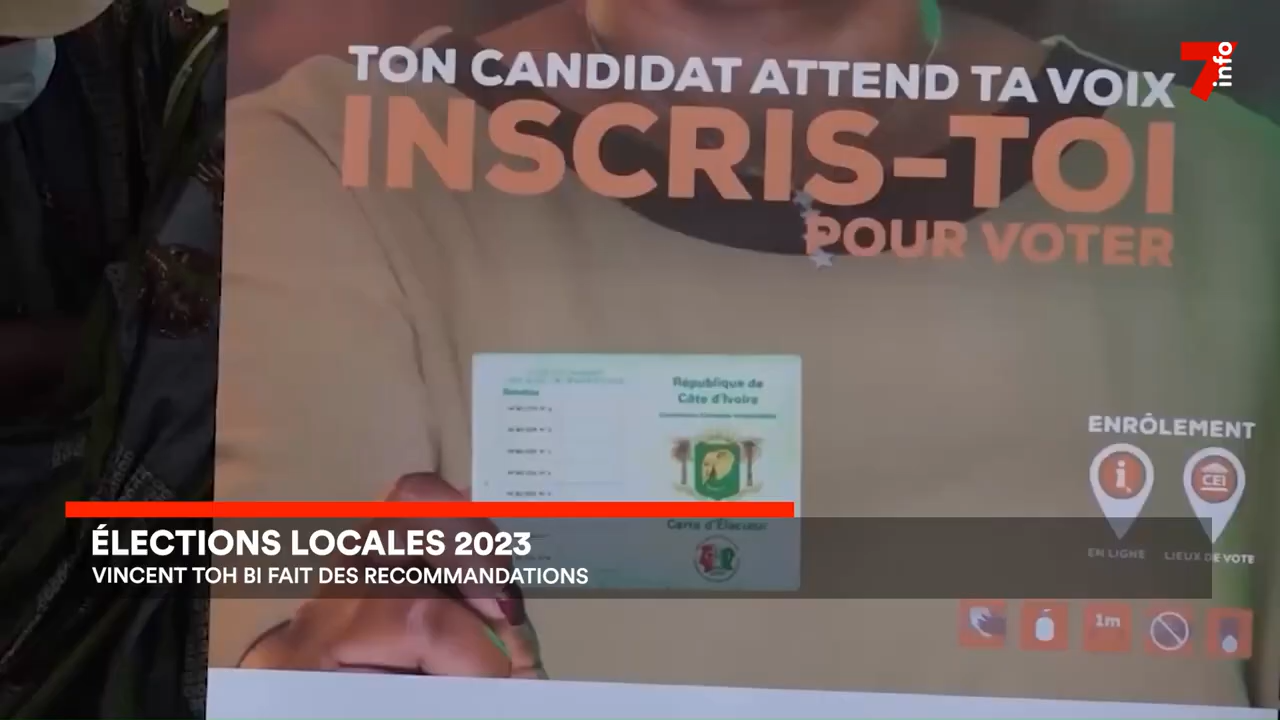 TON CANDIDAT ATTEND TA VOIX
7info
INSCRIS-TOI
POUR VOTER
République de
Côte d'Ivoire
ENRÔLEMENT
i
CEI
EN LIGNE
LIEUX DE VOTE
Carte d'Électeur
ÉLECTIONS LOCALES 2023
VINCENT TOH BI FAIT DES RECOMMANDATIONS
1m